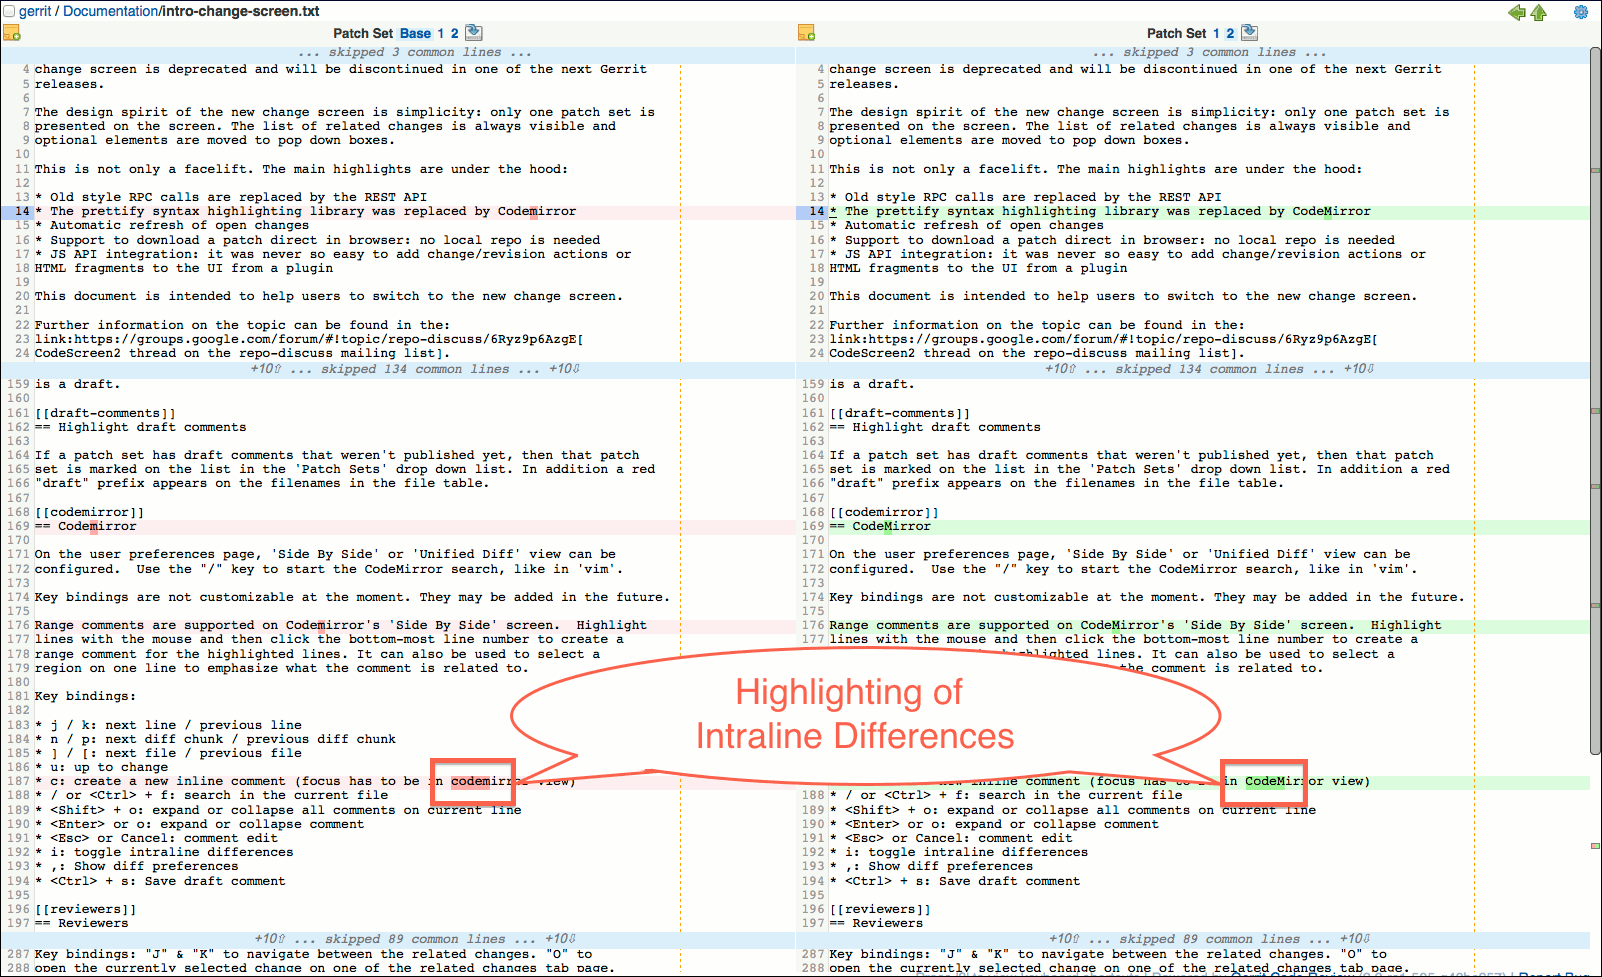 gerrit / Documentation/intro-change-screen.txt
Patch Set Base 1 2
... skipped 3 common lines ...
4 change screen is deprecated and will be discontinued in one of the next Gerrit
5 releases.
6
7 The design spirit of the new change screen is simplicity: only one patch set is
8 presented on the screen. The list of related changes is always visible and
9 optional elements are moved to pop down boxes.
10
11 This is not only a facelift. The main highlights are under the hood:
12
13 * Old style RPC calls are replaced by the REST API
14 * The prettify syntax highlighting library was replaced by Codemirror
15 * Automatic refresh of open changes
16 * Support to download a patch direct in browser: no local repo is needed
17 * JS API integration: it was never so easy to add change/revision actions or
18 HTML fragments to the UI from a plugin
19
20 This document is intended to help users to switch to the new change screen.
21
22 Further information on the topic can be found in the:
23 link:https://groups.google.com/forum/#!topic/repo-discuss/6Ryz9p6AzgE[
24 CodeScreen2 thread on the repo-discuss mailing list].
+10⇧ ... skipped 134 common lines ... +10⇩
159 is a draft.
160
161 [[draft-comments]]
162 == Highlight draft comments
163
164 If a patch set has draft comments that weren't published yet, then that patch
165 set is marked on the list in the 'Patch Sets' drop down list. In addition a red
166 "draft" prefix appears on the filenames in the file table.
167
168 [[codemirror]]
169 == Codemirror
170
171 On the user preferences page, 'Side By Side' or 'Unified Diff' view can be
172 configured.  Use the "/" key to start the CodeMirror search, like in 'vim'.
173
174 Key bindings are not customizable at the moment. They may be added in the future.
175
176 Range comments are supported on Codemirror's 'Side By Side' screen.  Highlight
177 lines with the mouse and then click the bottom-most line number to create a
178 range comment for the highlighted lines. It can also be used to select a
179 region on one line to emphasize what the comment is related to.
180
181 Key bindings:
182
183 * j / k: next line / previous line
184 * n / p: next diff chunk / previous diff chunk
185 * ] / [: next file / previous file
186 * u: up to change
187 * c: create a new inline comment (focus has to be in codemirror view)
188 * / or <Ctrl> + f: search in the current file
189 * <Shift> + o: expand or collapse all comments on current line
190 * <Enter> or o: expand or collapse comment
191 * <Esc> or Cancel: comment edit
192 * i: toggle intraline differences
193 * ,: Show diff preferences
194 * <Ctrl> + s: Save draft comment
195
196 [[reviewers]]
197 == Reviewers
+10⇧ ... skipped 89 common lines ... +10⇩
287 Key bindings: "J" & "K" to navigate between the related changes. "O" to
288 open the currently selected change on one of the related changes tab page.
Patch Set 1 2
... skipped 3 common lines ...
4 change screen is deprecated and will be discontinued in one of the next Gerrit
5 releases.
6
7 The design spirit of the new change screen is simplicity: only one patch set is
8 presented on the screen. The list of related changes is always visible and
9 optional elements are moved to pop down boxes.
10
11 This is not only a facelift. The main highlights are under the hood:
12
13 * Old style RPC calls are replaced by the REST API
14 * The prettify syntax highlighting library was replaced by CodeMirror
15 * Automatic refresh of open changes
16 * Support to download a patch direct in browser: no local repo is needed
17 * JS API integration: it was never so easy to add change/revision actions or
18 HTML fragments to the UI from a plugin
19
20 This document is intended to help users to switch to the new change screen.
21
22 Further information on the topic can be found in the:
23 link:https://groups.google.com/forum/#!topic/repo-discuss/6Ryz9p6AzgE[
24 CodeScreen2 thread on the repo-discuss mailing list].
+10⇧ ... skipped 134 common lines ... +10⇩
159 is a draft.
160
161 [[draft-comments]]
162 == Highlight draft comments
163
164 If a patch set has draft comments that weren't published yet, then that patch
165 set is marked on the list in the 'Patch Sets' drop down list. In addition a red
166 "draft" prefix appears on the filenames in the file table.
167
168 [[codemirror]]
169 == CodeMirror
170
171 On the user preferences page, 'Side By Side' or 'Unified Diff' view can be
172 configured.  Use the "/" key to start the CodeMirror search, like in 'vim'.
173
174 Key bindings are not customizable at the moment. They may be added in the future.
175
176 Range comments are supported on CodeMirror's 'Side By Side' screen.  Highlight
177 lines with the mouse and then click the bottom-most line number to create a
highlighted lines. It can also be used to select a
the comment is related to.
Highlighting of
Intraline Differences
inline comment (focus has to in CodeMirror view)
188 * / or <Ctrl> + f: search in the current file
189 * <Shift> + o: expand or collapse all comments on current line
190 * <Enter> or o: expand or collapse comment
191 * <Esc> or Cancel: comment edit
192 * i: toggle intraline differences
193 * ,: Show diff preferences
194 * <Ctrl> + s: Save draft comment
195
196 [[reviewers]]
197 == Reviewers
+10⇧ ... skipped 89 common lines ... +10⇩
287 Key bindings: "J" & "K" to navigate between the related changes. "O" to
288 open the currently selected change on one of the related changes tab page.